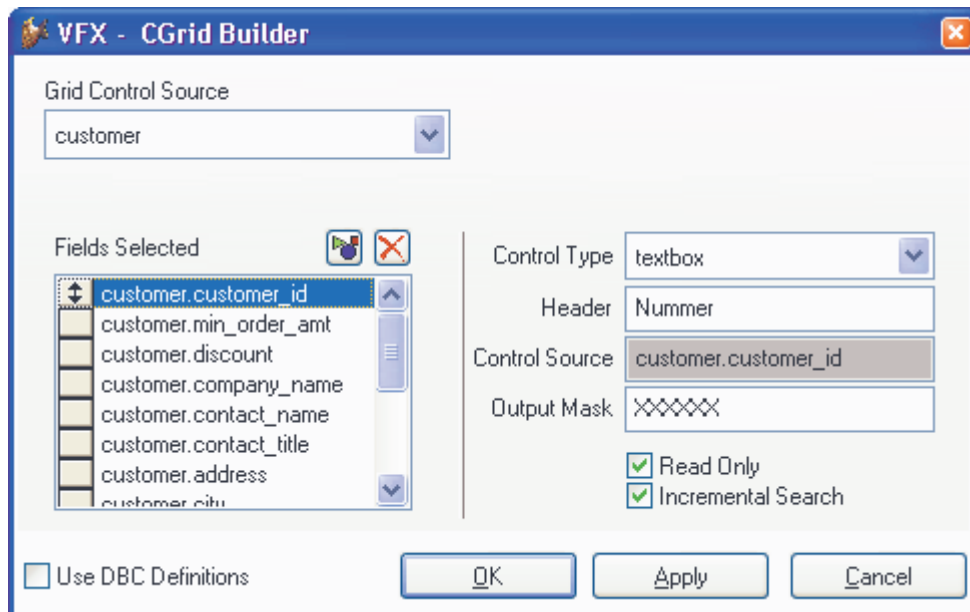 VFX - CGrid Builder
Grid Control Source
customer
Fields Selected
customer.customer_id
customer.min_order_amt
customer.discount
customer.company_name
customer.contact_name
customer.contact_title
customer.address
customer.city
Control Type
textbox
Header
Nummer
Control Source
customer.customer_id
Output Mask
XXXXXX
Read Only
Incremental Search
Use DBC Definitions
OK
Apply
Cancel